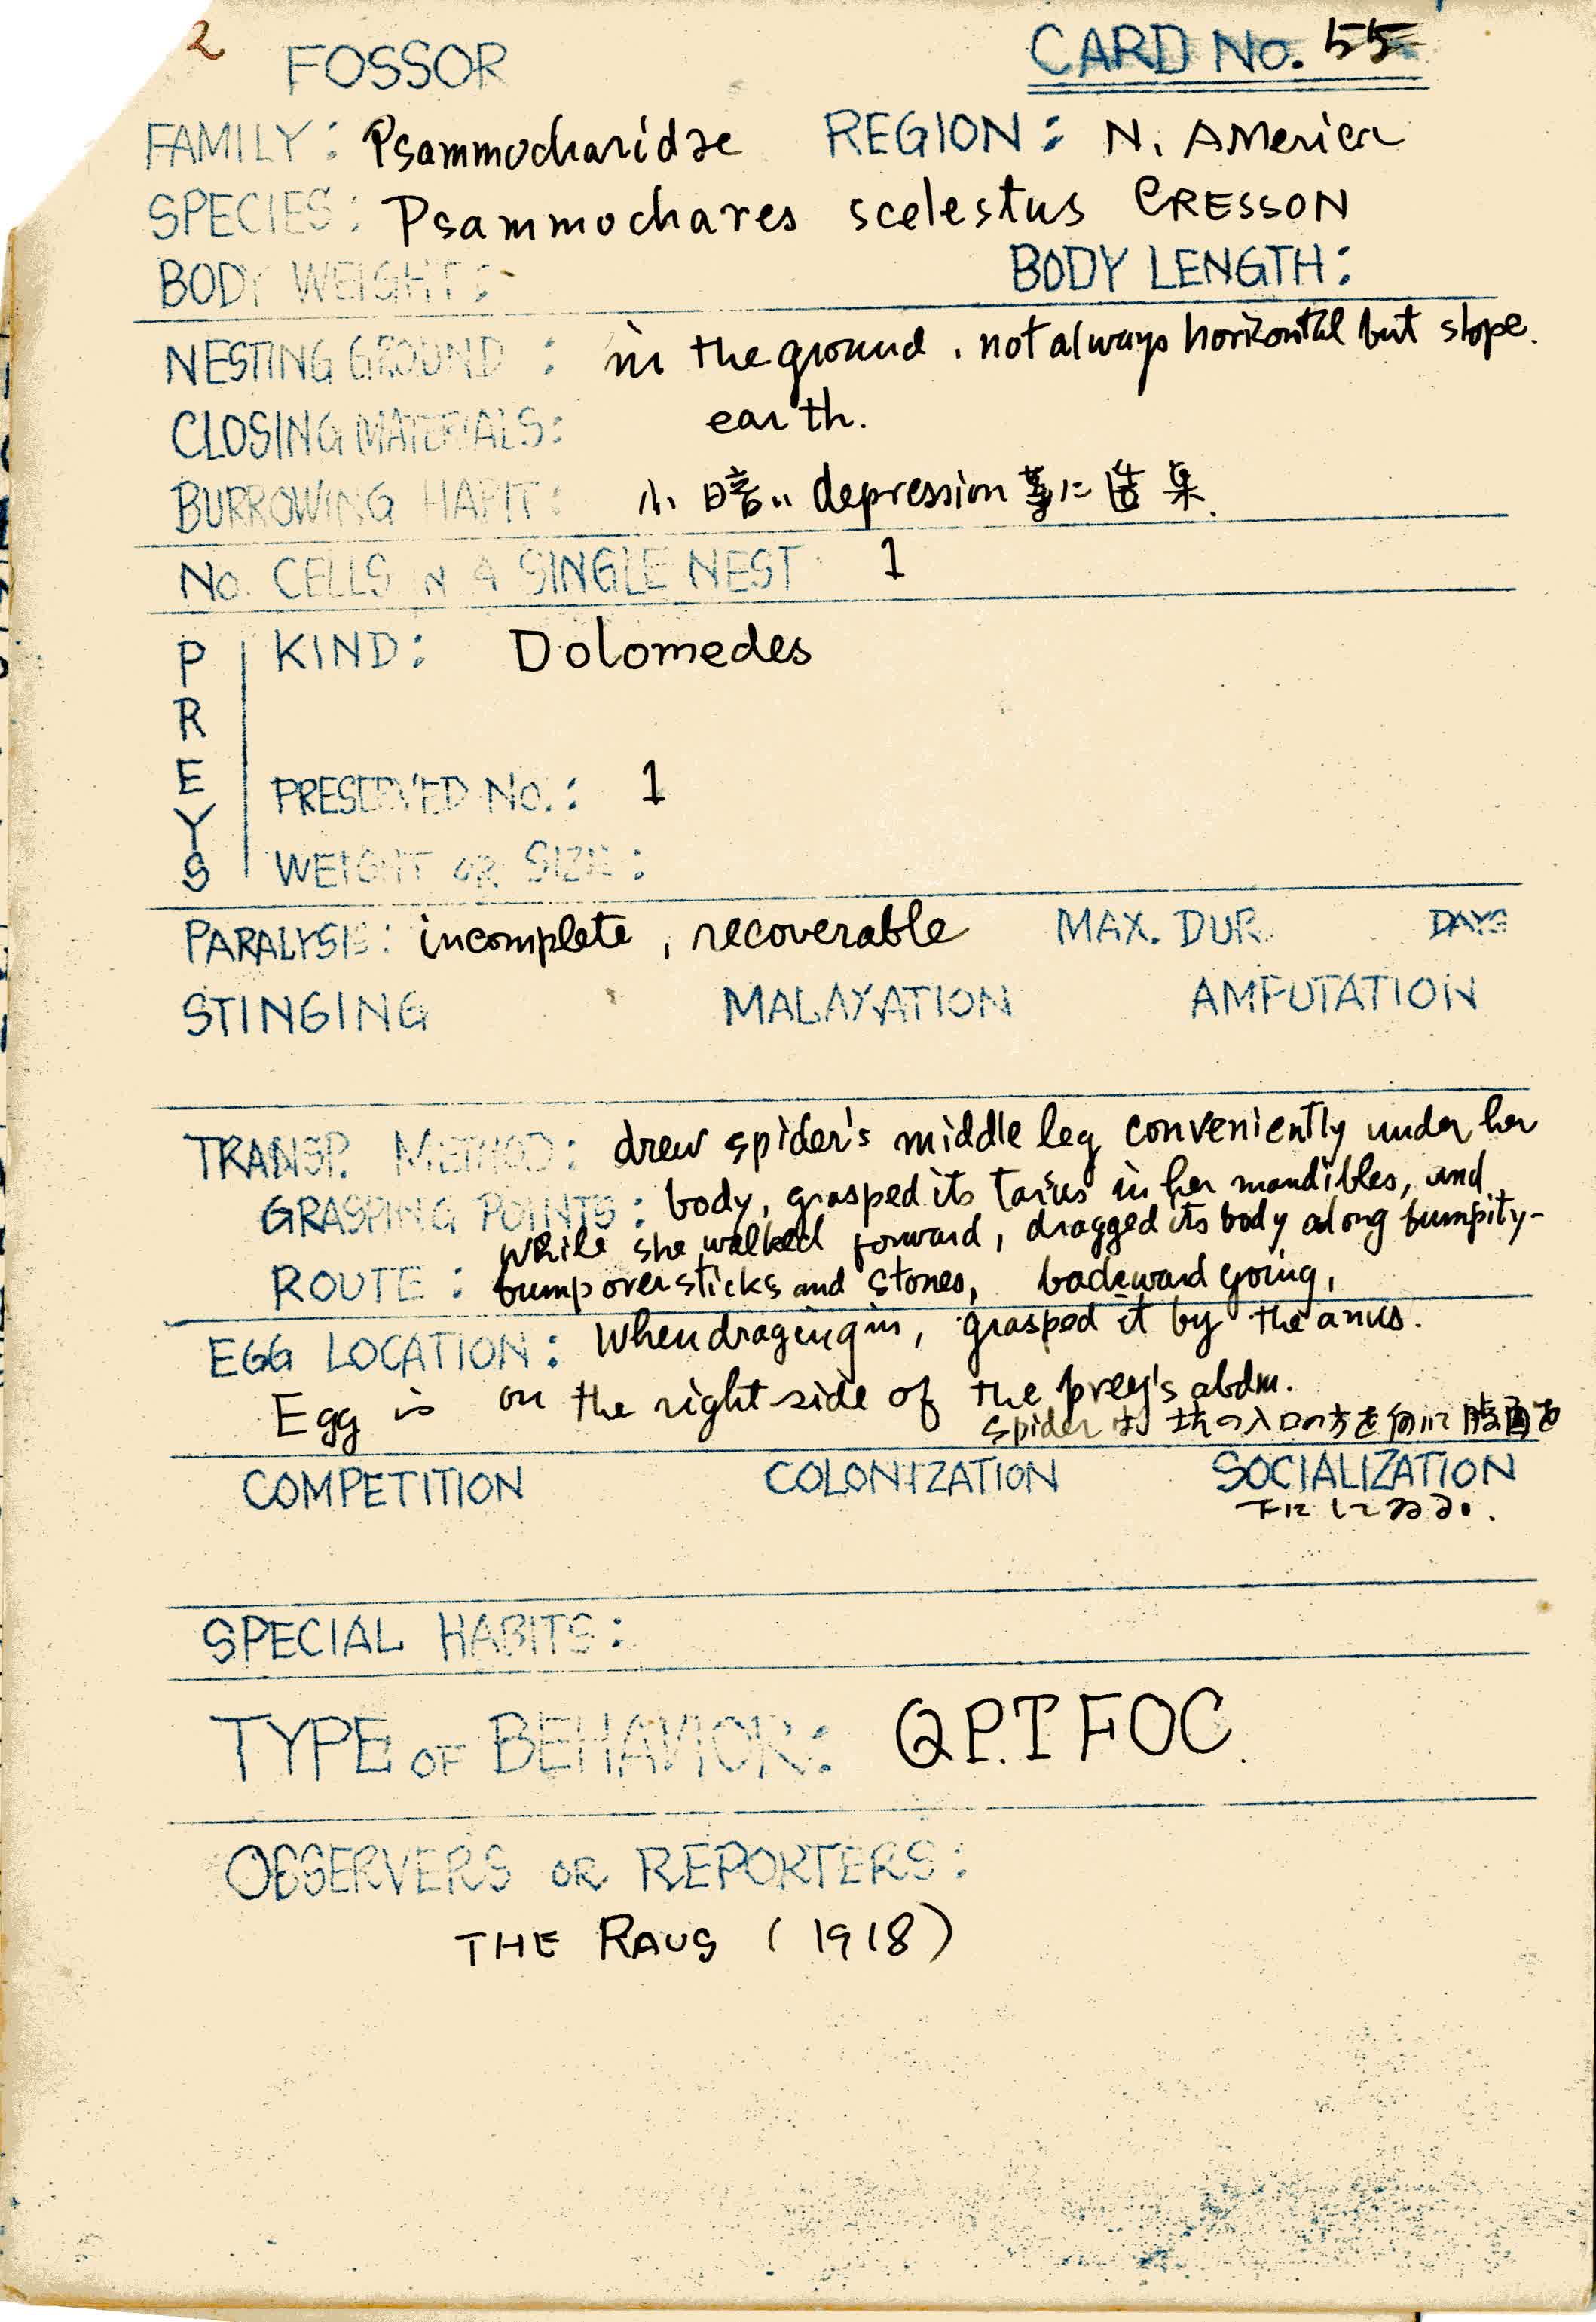 2
FOSSOR CARD No. 55
FAMILY: Psammocharidae REGION: N. America
SPECIES: Psammochares scelestus CRESSON
BODY WEIGHT: BODY LENGTH:
NESTING GROUND: in the ground, not always horizontal but slope.
CLOSING MATERIALS: earth.
BURROWING HABIT: 小暗い depression 等に造巣.
No. CELLS IN A SINGLE NEST 1
PREYS
KIND: Dolomedes
PRESERVED No.: 1
WEIGHT OR SIZE:
PARALYSIS: incomplete, recoverable MAX. DUR. DAYS
STINGING MALAXATION AMPUTATION
TRANSP. METHOD: drew spider's middle leg conveniently under her
GRASPING POINTS: body, grasped its tarsus in her mandibles, and
while she walked forward, dragged its body along bumpity-
ROUTE: bump over sticks and stones, backward going,
EGG LOCATION: When draging in, grasped it by the anus.
Egg is on the right side of the prey's abdm.
spider は 坑の入口の方を向いて腹面を
COMPETITION COLONIZATION SOCIALIZATION
下にしてゐる.
SPECIAL HABITS:
TYPE OF BEHAVIOR: QPTFOC.
OBSERVERS OR REPORTERS:
THE RAUS (1918)